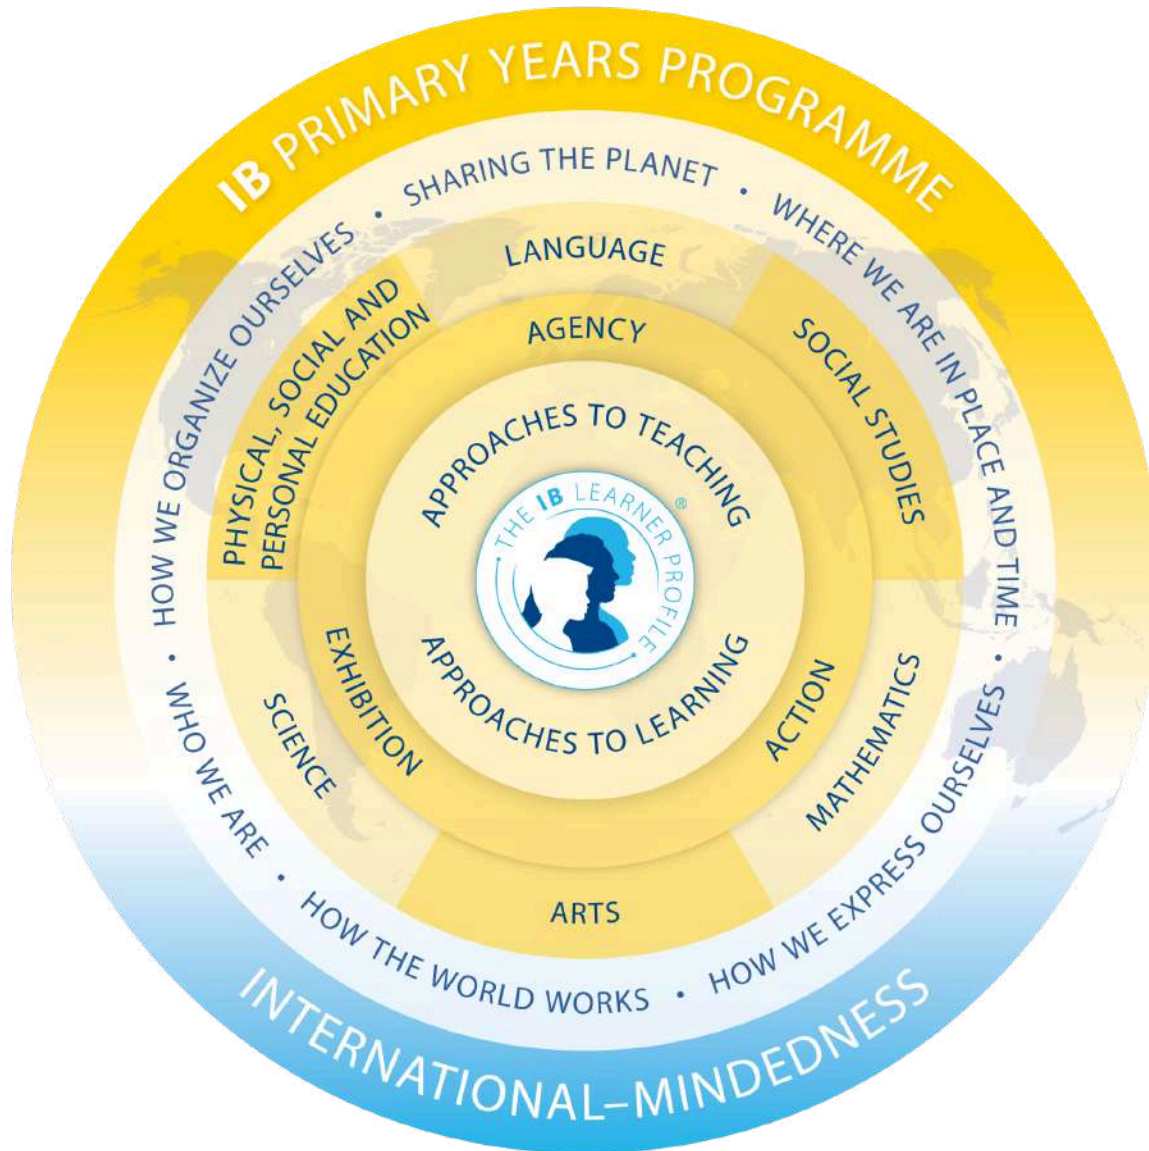 IB PRIMARY YEARS PROGRAMME
SHARING THE PLANET • WHERE WE ARE IN PLACE AND TIME • HOW WE EXPRESS OURSELVES • HOW THE WORLD WORKS • WHO WE ARE • HOW WE ORGANIZE OURSELVES •
LANGUAGE
SOCIAL STUDIES
MATHEMATICS
ARTS
SCIENCE
PHYSICAL, SOCIAL AND
PERSONAL EDUCATION
AGENCY
ACTION
EXHIBITION
APPROACHES TO TEACHING
THE IB LEARNER PROFILE ®
APPROACHES TO LEARNING
INTERNATIONAL–MINDEDNESS